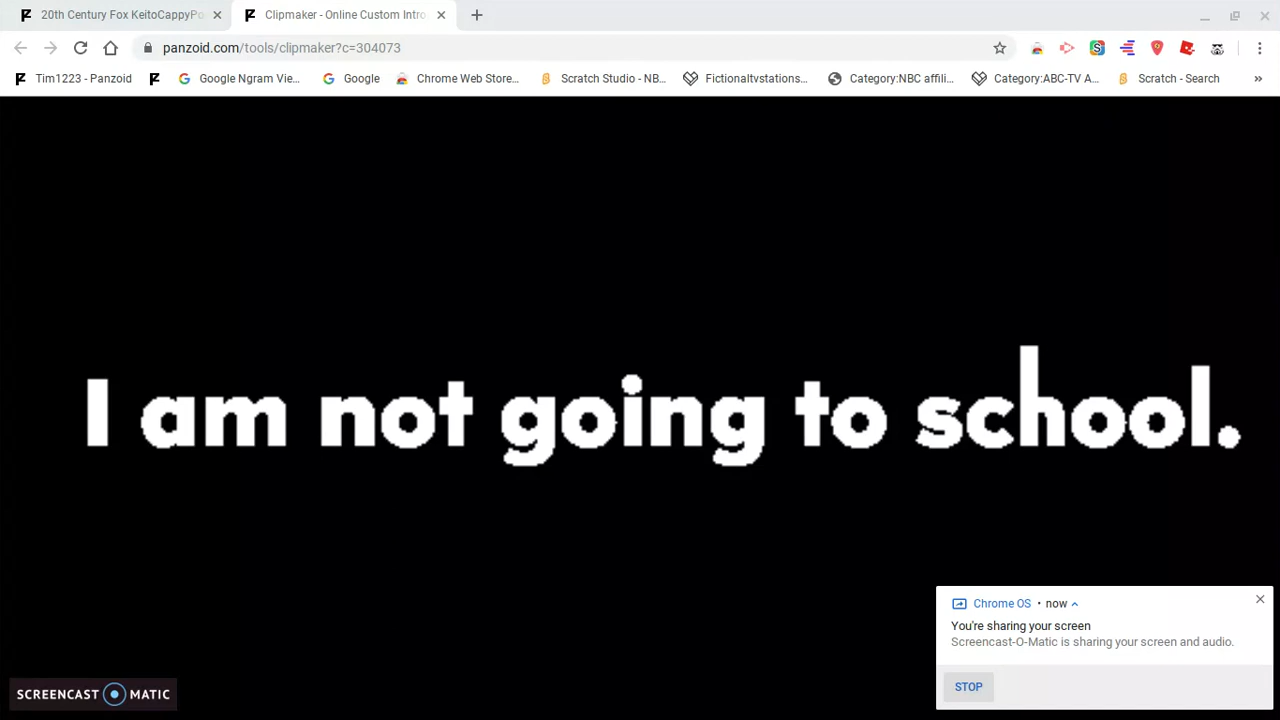 20th Century Fox KeitoCappyPo
Clipmaker - Online Custom Intro
panzoid.com/tools/clipmaker?c=304073
Tim1223 - Panzoid
Google Ngram Vie...
Google
Chrome Web Store...
Scratch Studio - NB...
Fictionaltvstations...
Category:NBC affili...
Category:ABC-TV A...
Scratch - Search
»
I am not going to school.
Chrome OS • now
You're sharing your screen
Screencast-O-Matic is sharing your screen and audio.
STOP
SCREENCAST MATIC